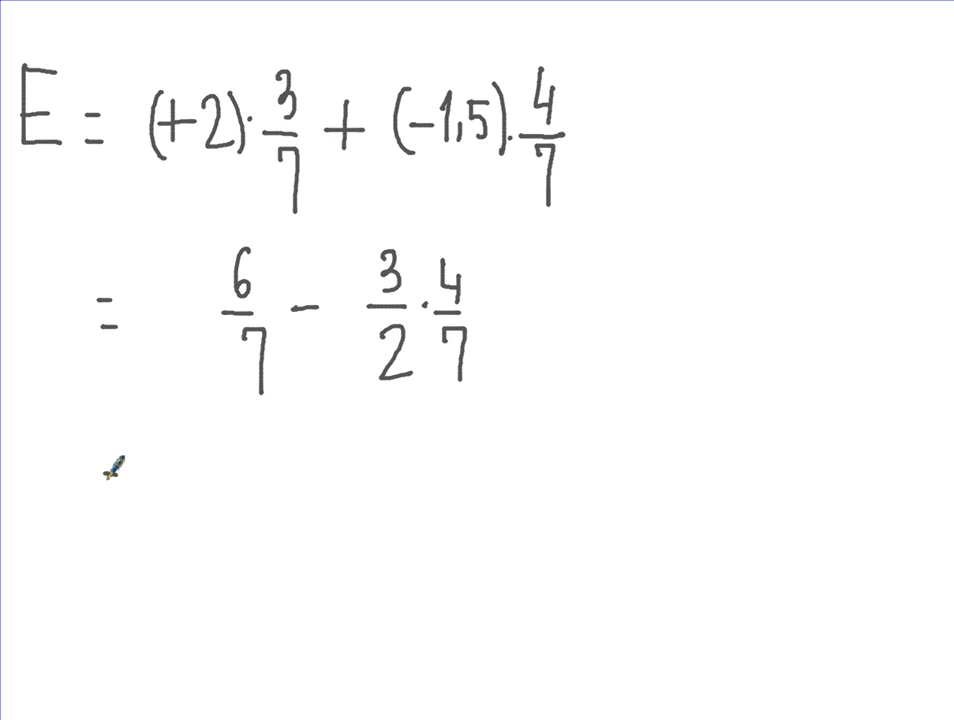 E = (+2) · 3/7 + (-1,5) · 4/7
= 6/7 - 3/2 · 4/7